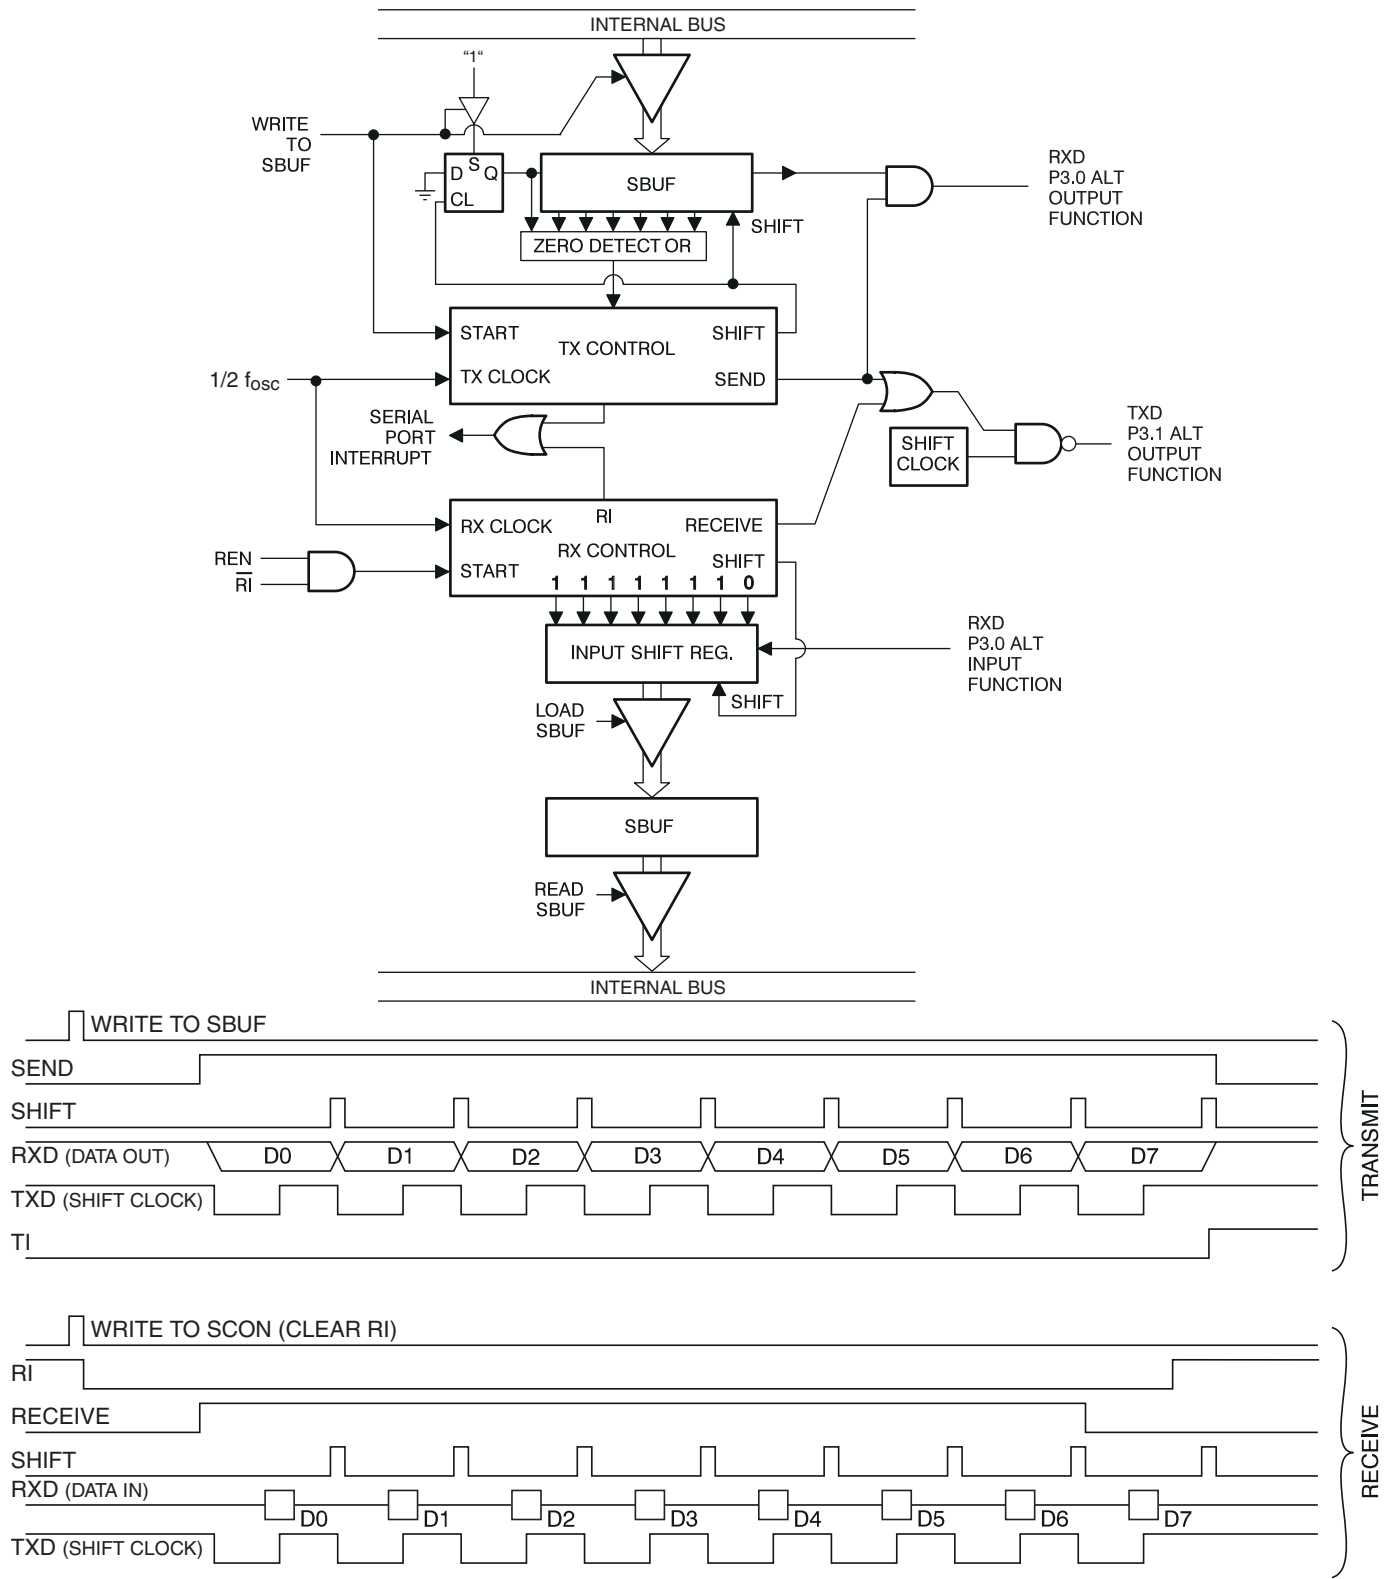 INTERNAL BUS
“1“
WRITE
TO
SBUF
D
S
Q
CL
SBUF
SHIFT
ZERO DETECT OR
RXD
P3.0 ALT
OUTPUT
FUNCTION
START
SHIFT
TX CONTROL
1/2 fOSC
TX CLOCK
SEND
SERIAL
PORT
INTERRUPT
SHIFT
CLOCK
TXD
P3.1 ALT
OUTPUT
FUNCTION
RX CLOCK
RI
RECEIVE
RX CONTROL
REN
RI
START
SHIFT
1 1 1 1 1 1 1 0
INPUT SHIFT REG.
RXD
P3.0 ALT
INPUT
FUNCTION
SHIFT
LOAD
SBUF
SBUF
READ
SBUF
INTERNAL BUS
WRITE TO SBUF
SEND
SHIFT
RXD (DATA OUT)
D0 D1 D2 D3 D4 D5 D6 D7
TXD (SHIFT CLOCK)
TI
TRANSMIT
WRITE TO SCON (CLEAR RI)
RI
RECEIVE
SHIFT
RXD (DATA IN)
D0 D1 D2 D3 D4 D5 D6 D7
TXD (SHIFT CLOCK)
RECEIVE